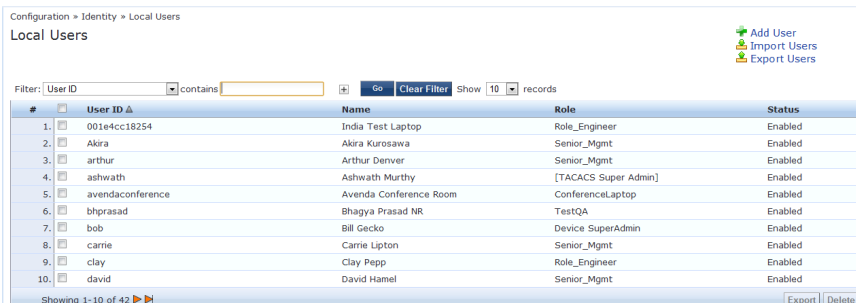 Configuration » Identity » Local Users
Local Users
Add User
Import Users
Export Users
Filter: User ID contains + Go Clear Filter Show 10 records
# User ID Name Role Status
1. 001e4cc18254 India Test Laptop Role_Engineer Enabled
2. Akira Akira Kurosawa Senior_Mgmt Enabled
3. arthur Arthur Denver Senior_Mgmt Enabled
4. ashwath Ashwath Murthy [TACACS Super Admin] Enabled
5. avendaconference Avenda Conference Room ConferenceLaptop Enabled
6. bhprasad Bhagya Prasad NR TestQA Enabled
7. bob Bill Gecko Device SuperAdmin Enabled
8. carrie Carrie Lipton Senior_Mgmt Enabled
9. clay Clay Pepp Role_Engineer Enabled
10. david David Hamel Senior_Mgmt Enabled
Showing 1-10 of 42 Export Delete